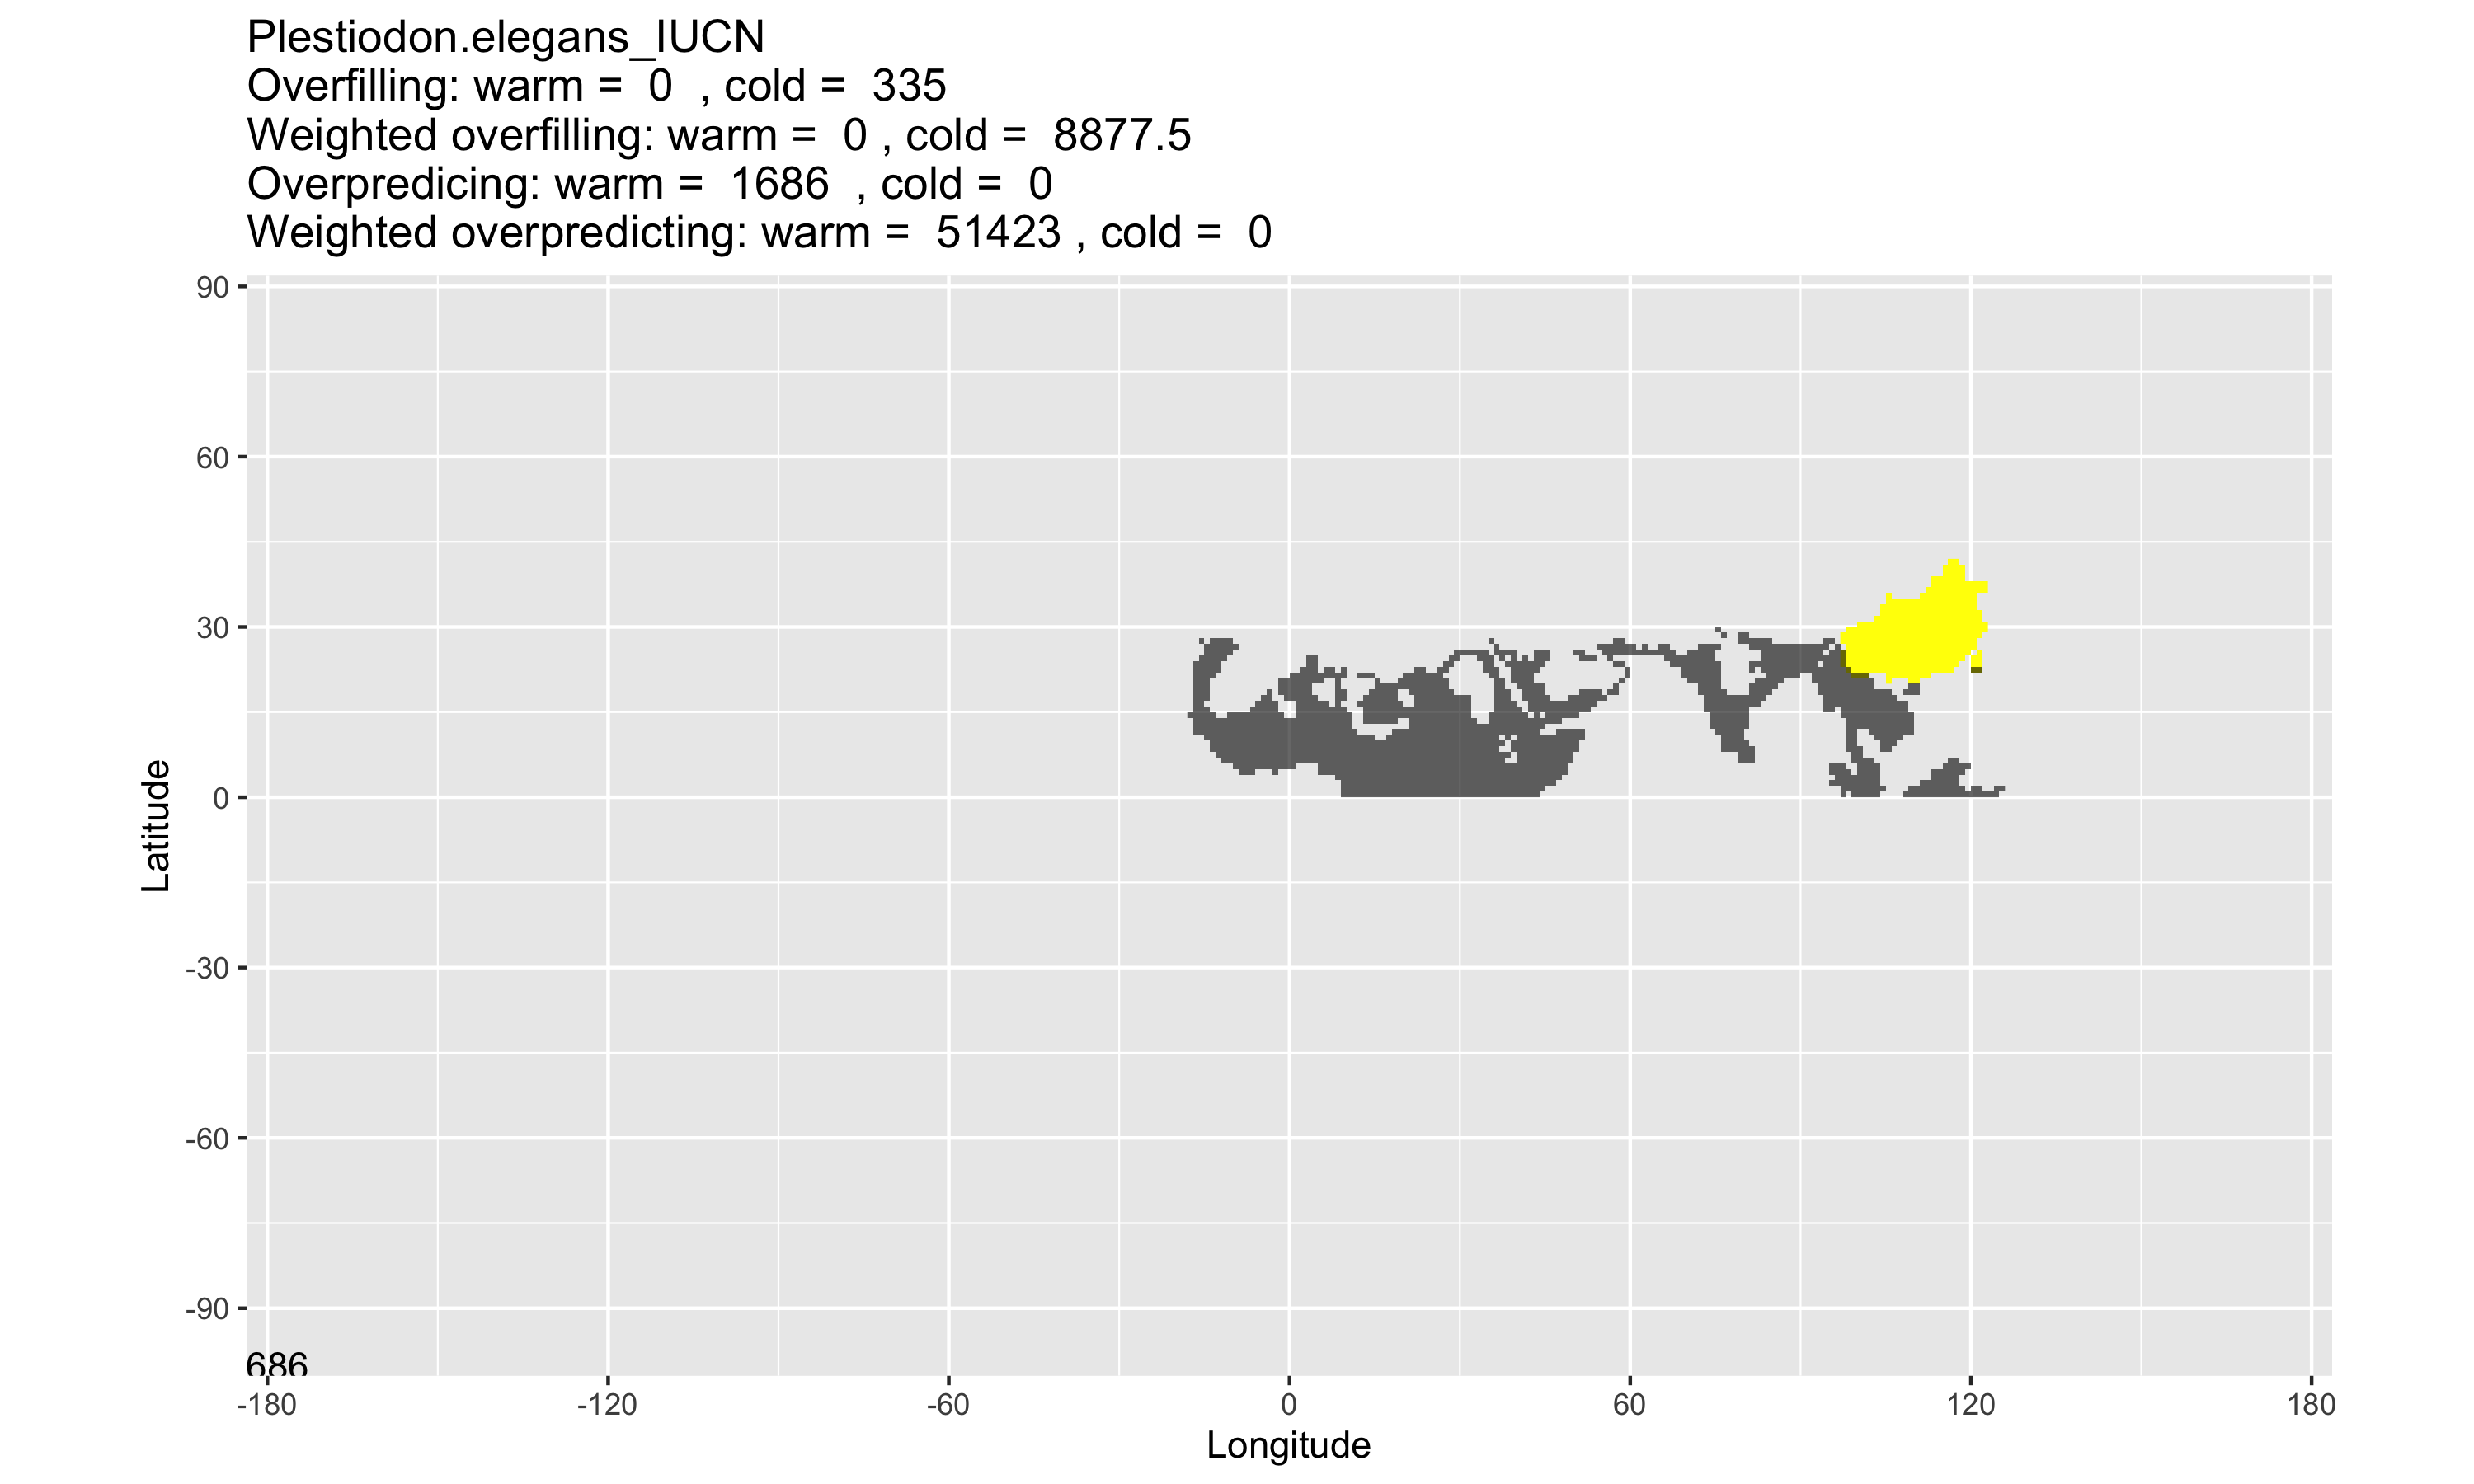 Plestiodon.elegans_IUCN
Overfilling: warm =  0  , cold =  335
Weighted overfilling: warm =  0 , cold =  8877.5
Overpredicing: warm =  1686  , cold =  0
Weighted overpredicting: warm =  51423 , cold =  0
90
60
30
0
-30
-60
-90
Latitude
686
-180
-120
-60
0
60
120
180
Longitude